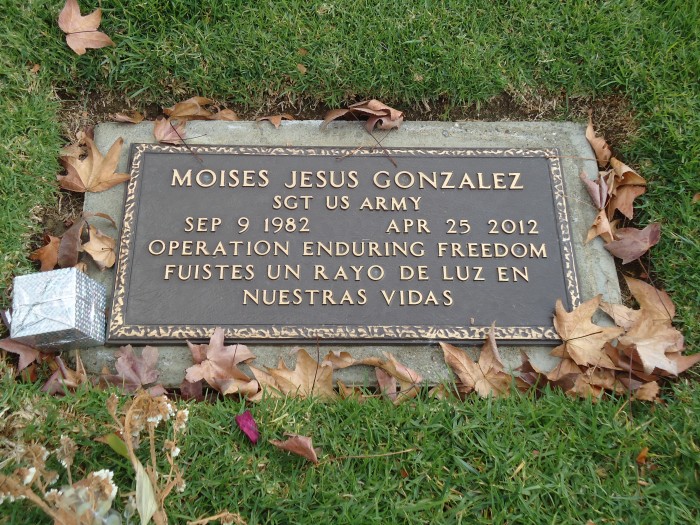 MOISES JESUS GONZALEZ
SGT US ARMY
SEP 9 1982 APR 25 2012
OPERATION ENDURING FREEDOM
FUISTES UN RAYO DE LUZ EN
NUESTRAS VIDAS